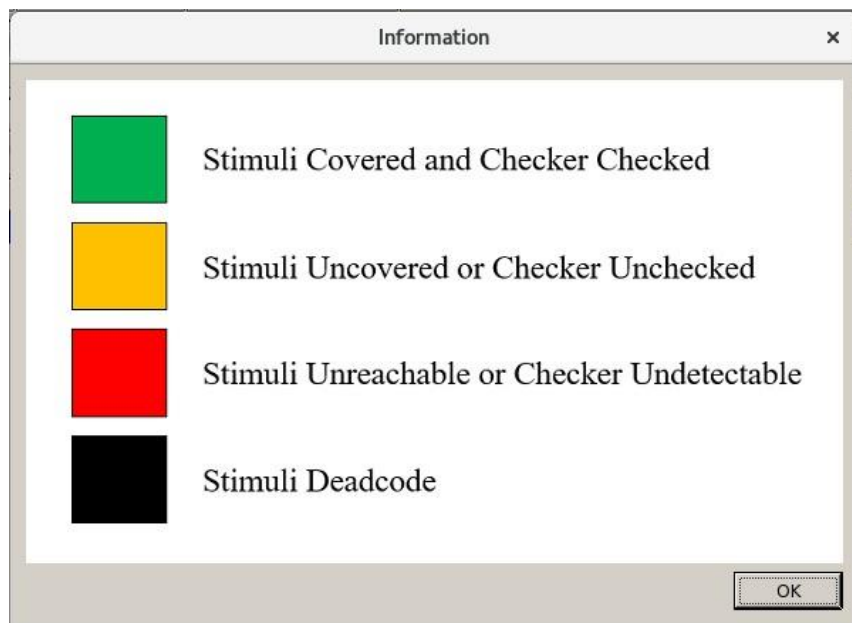 Information
×
Stimuli Covered and Checker Checked
Stimuli Uncovered or Checker Unchecked
Stimuli Unreachable or Checker Undetectable
Stimuli Deadcode
OK